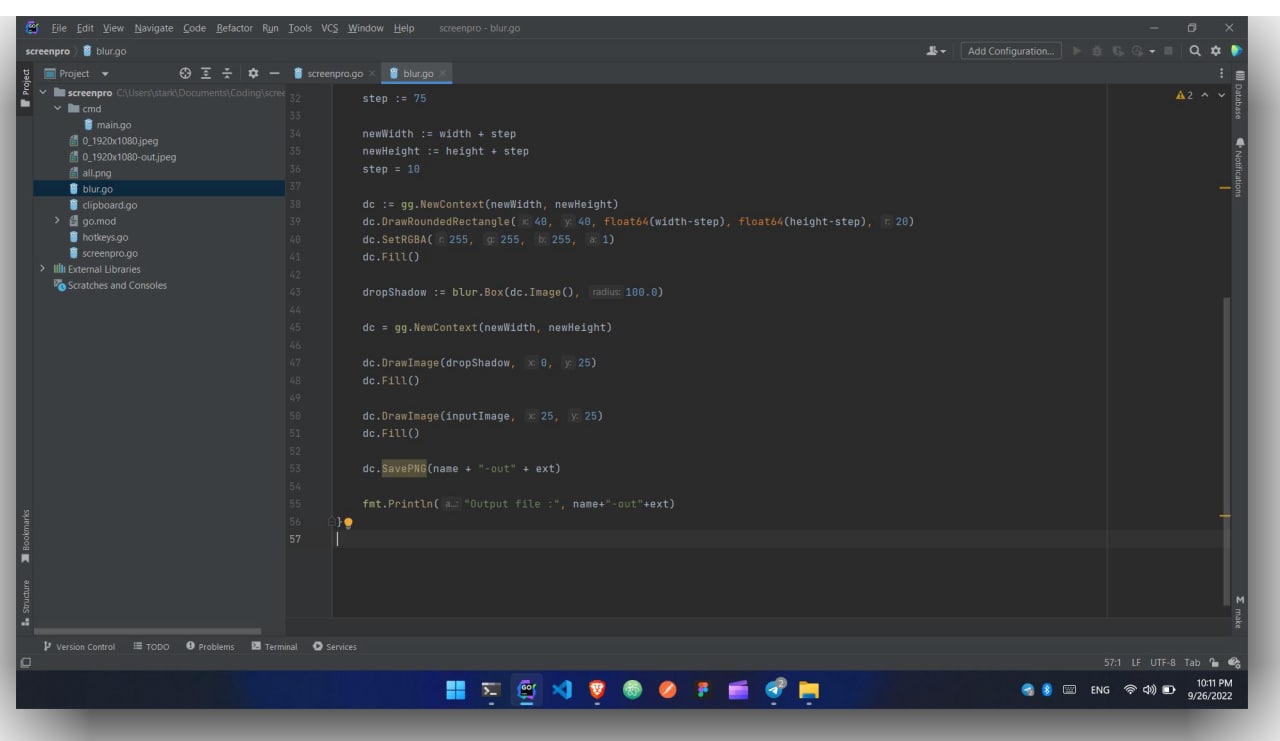 File Edit View Navigate Code Refactor Run Tools VCS Window Help screenpro - blur.go
screenpro blur.go Add Configuration...
Project screenpro.go blur.go
Project
screenpro C:\Users\stark\Documents\Coding\scree
cmd
main.go
0_1920x1080.jpeg
0_1920x1080-out.jpeg
all.png
blur.go
clipboard.go
go.mod
hotkeys.go
screenpro.go
External Libraries
Scratches and Consoles
32 step := 75
33
34 newWidth := width + step
35 newHeight := height + step
36 step = 10
37
38 dc := gg.NewContext(newWidth, newHeight)
39 dc.DrawRoundedRectangle( x: 40, y: 40, float64(width-step), float64(height-step), r: 20)
40 dc.SetRGBA( r: 255, g: 255, b: 255, a: 1)
41 dc.Fill()
42
43 dropShadow := blur.Box(dc.Image(), radius: 100.0)
44
45 dc = gg.NewContext(newWidth, newHeight)
46
47 dc.DrawImage(dropShadow, x: 0, y: 25)
48 dc.Fill()
49
50 dc.DrawImage(inputImage, x: 25, y: 25)
51 dc.Fill()
52
53 dc.SavePNG(name + "-out" + ext)
54
55 fmt.Println( a...: "Output file :", name+"-out"+ext)
56 }
57
2
Database
Notifications
make
Bookmarks
Structure
Version Control TODO Problems Terminal Services
57:1 LF UTF-8 Tab
GO 2 ENG 10:11 PM
9/26/2022